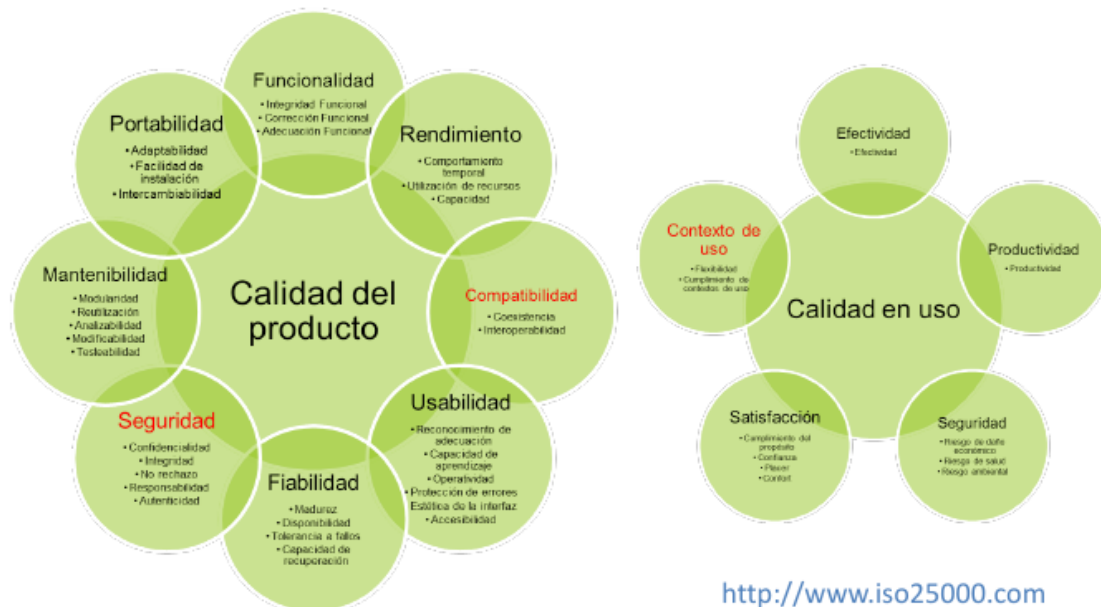 Funcionalidad
• Integridad Funcional
• Corrección Funcional
• Adecuación Funcional
Rendimiento
• Comportamiento
temporal
• Utilización de recursos
• Capacidad
Compatibilidad
• Coexistencia
• Interoperabilidad
Usabilidad
• Reconocimiento de
adecuación
• Capacidad de
aprendizaje
• Operatividad
• Protección de errores
Estética de la interfaz
• Accesibilidad
Fiabilidad
• Madurez
• Disponibilidad
• Tolerancia a fallos
• Capacidad de
recuperación
Seguridad
• Confidencialidad
• Integridad
• No rechazo
• Responsabilidad
• Autenticidad
Mantenibilidad
• Modularidad
• Reutilización
• Analizabilidad
• Modificabilidad
• Testeabilidad
Portabilidad
• Adaptabilidad
• Facilidad de
instalación
• Intercambiabilidad
Calidad del
producto
Efectividad
• Efectividad
Productividad
• Productividad
Seguridad
• Riesgo de daño
económico
• Riesgo de salud
• Riesgo ambiental
Satisfacción
• Cumplimiento del
propósito
• Confianza
• Placer
• Confort
Contexto de
uso
• Flexibilidad
• Cumplimiento de
contextos de uso
Calidad en uso
http://www.iso25000.com